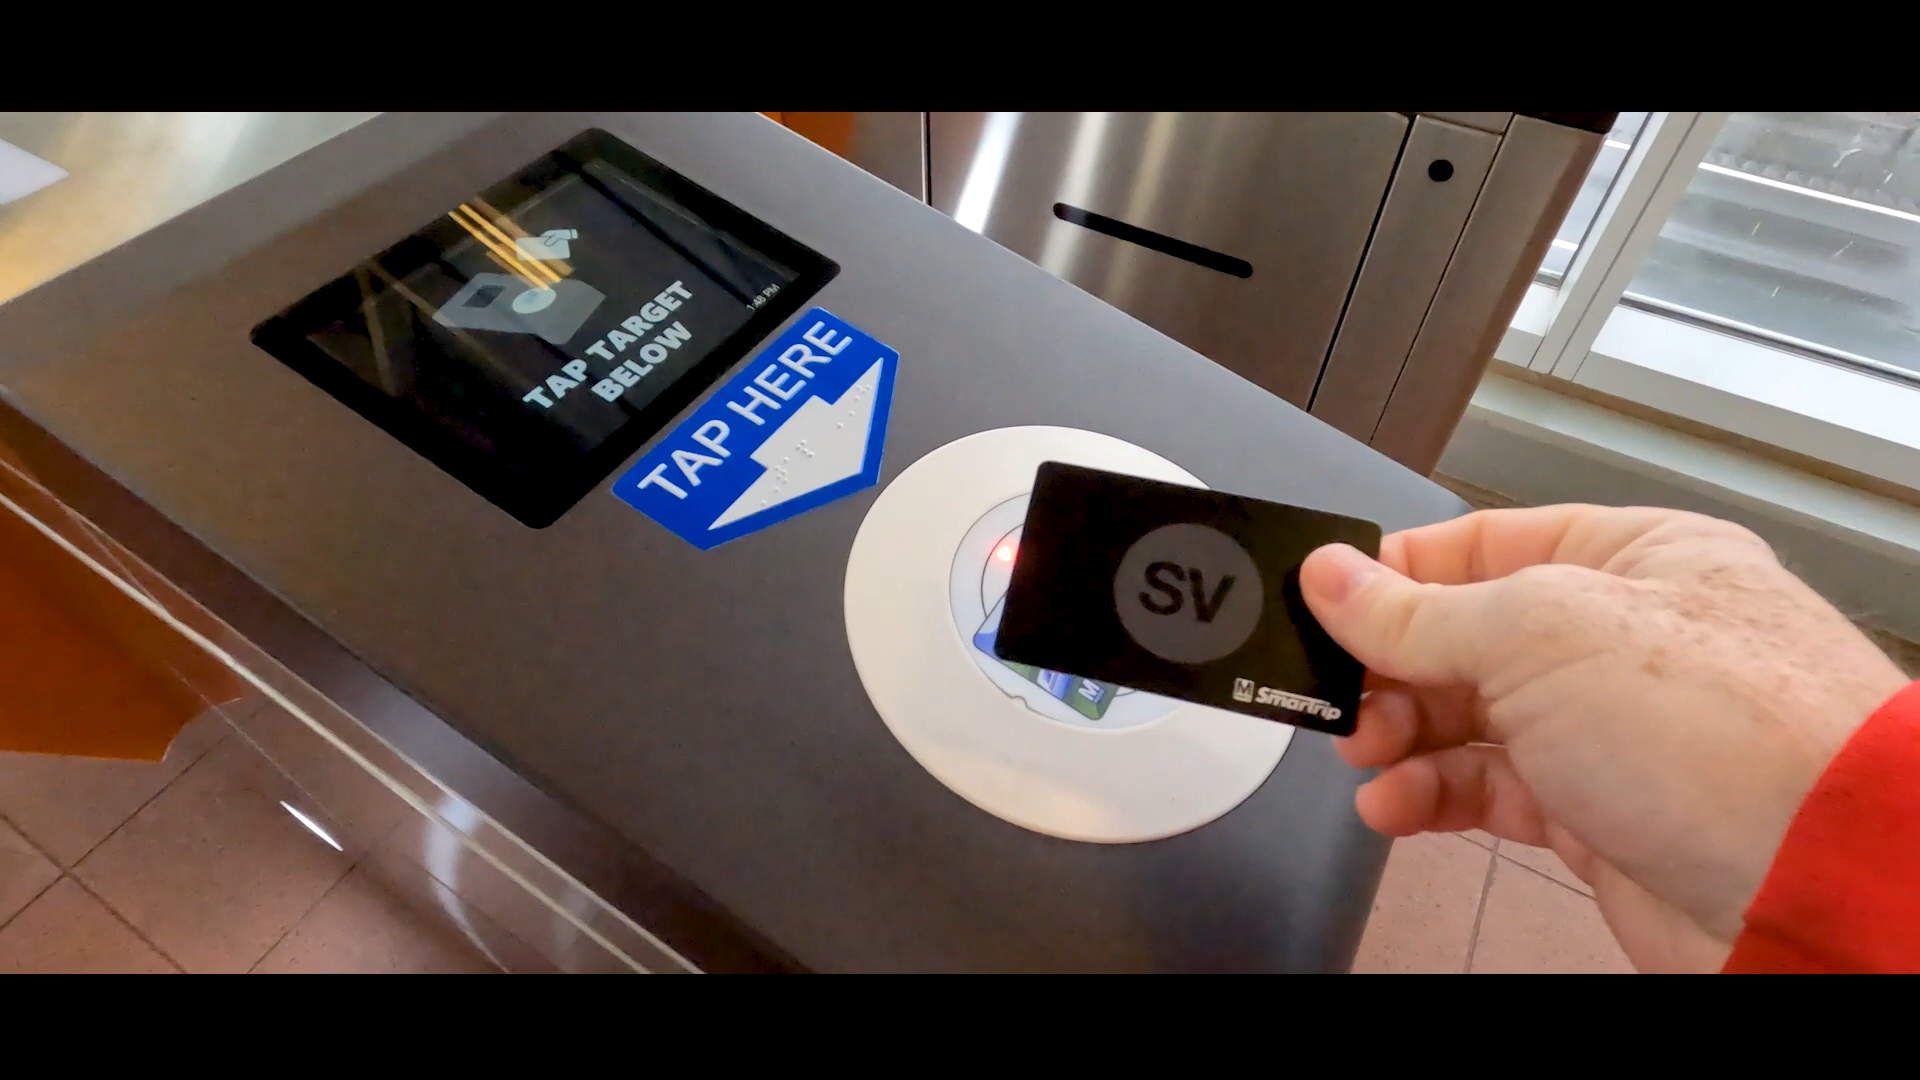 TAP TARGET
BELOW
1:48 PM
TAP HERE
SV
M SmarTrip
M